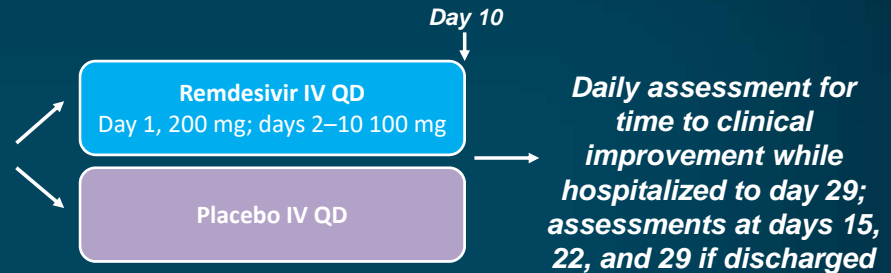 Day 10
Remdesivir IV QD
Day 1, 200 mg; days 2–10 100 mg
Placebo IV QD
Daily assessment for
time to clinical
improvement while
hospitalized to day 29;
assessments at days 15,
22, and 29 if discharged